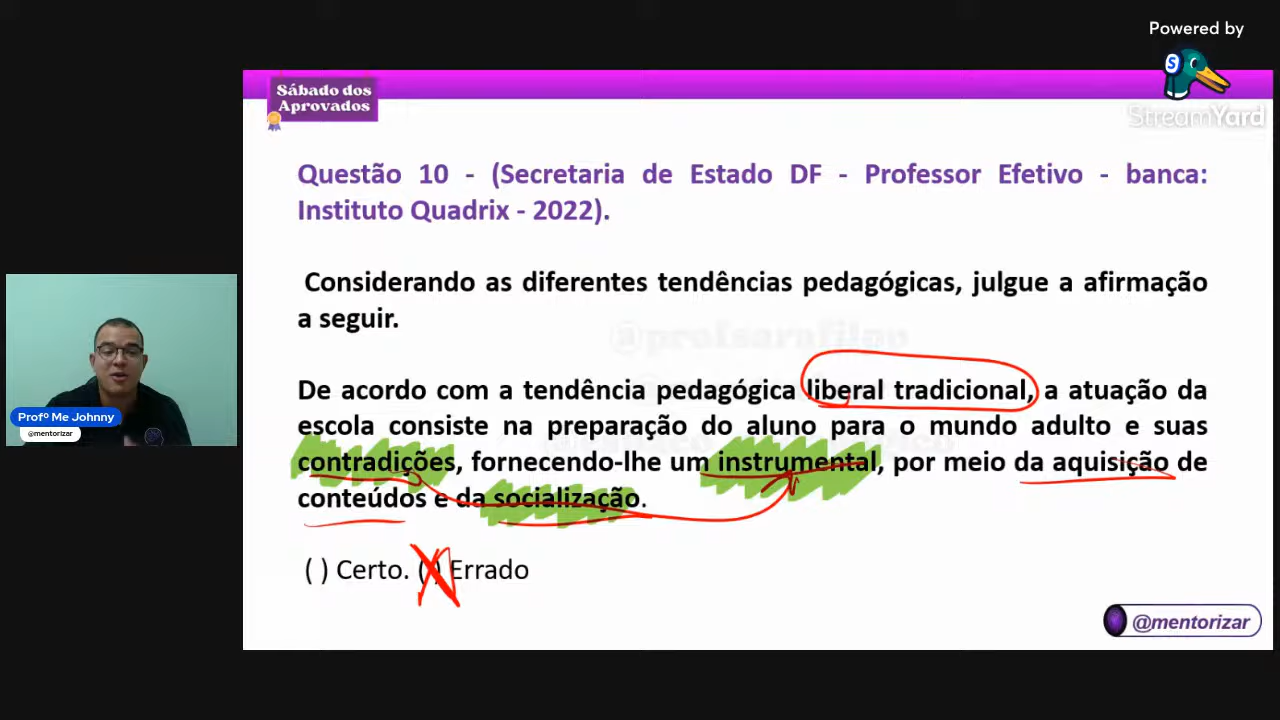 Powered by
StreamYard
Sábado dos
Aprovados
Questão 10 - (Secretaria de Estado DF - Professor Efetivo - banca:
Instituto Quadrix - 2022).
Considerando as diferentes tendências pedagógicas, julgue a afirmação
a seguir.
De acordo com a tendência pedagógica liberal tradicional, a atuação da
escola consiste na preparação do aluno para o mundo adulto e suas
contradições, fornecendo-lhe um instrumental, por meio da aquisição de
conteúdos e da socialização.
( ) Certo. ( ) Errado
Profº Me Johnny
@mentorizar
@mentorizar